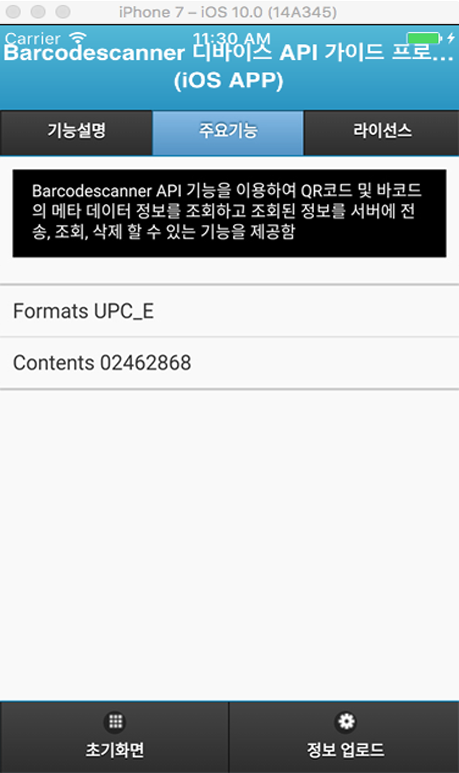 iPhone 7 – iOS 10.0 (14A345)
Carrier 11:30 AM
Barcodescanner 디바이스 API 가이드 프로...
(iOS APP)
기능설명 주요기능 라이선스
Barcodescanner API 기능을 이용하여 QR코드 및 바코드
의 메타 데이터 정보를 조회하고 조회된 정보를 서버에 전
송, 조회, 삭제 할 수 있는 기능을 제공함
Formats UPC_E
Contents 02462868
초기화면 정보 업로드